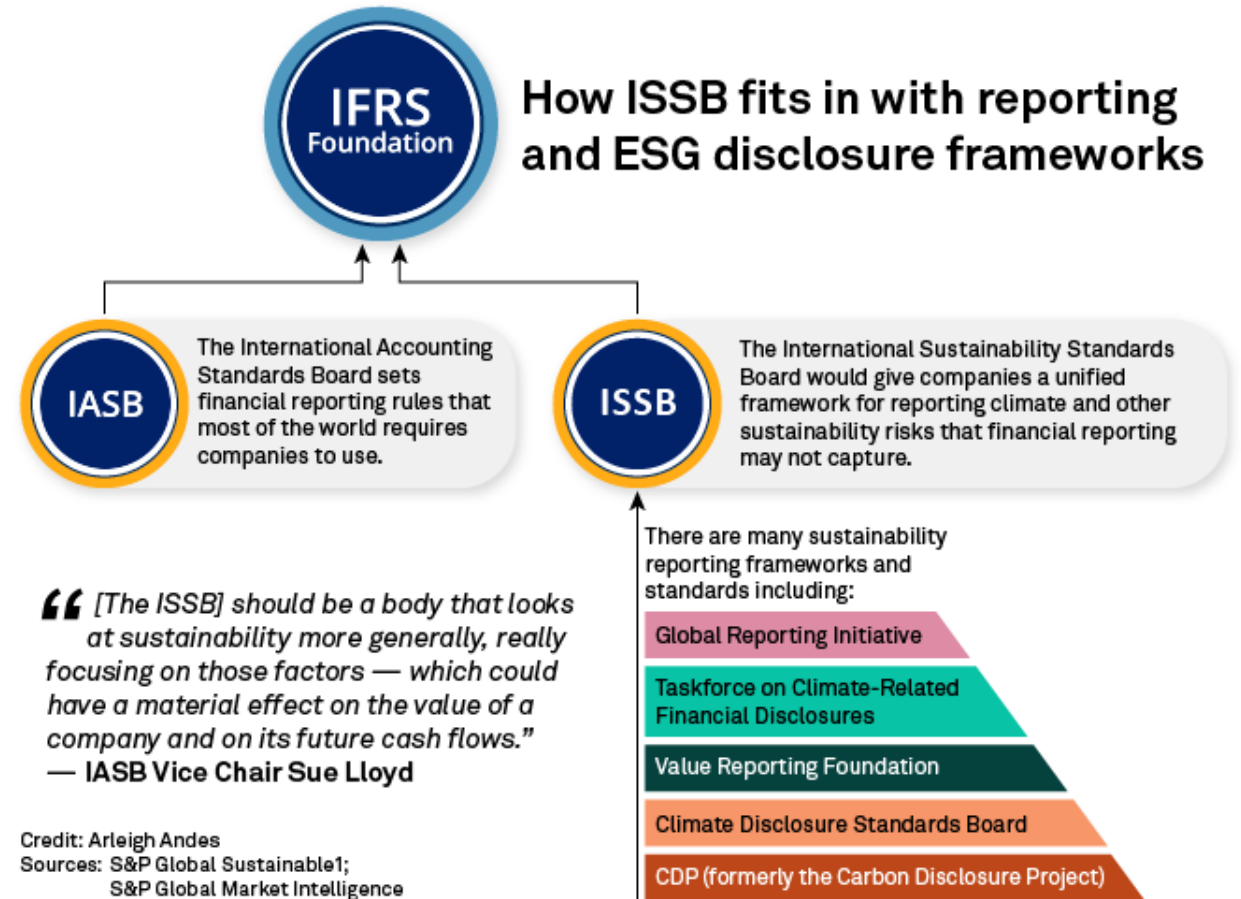 IFRS
Foundation
How ISSB fits in with reporting
and ESG disclosure frameworks
IASB
The International Accounting
Standards Board sets
financial reporting rules that
most of the world requires
companies to use.
ISSB
The International Sustainability Standards
Board would give companies a unified
framework for reporting climate and other
sustainability risks that financial reporting
may not capture.
There are many sustainability
reporting frameworks and
standards including:
Global Reporting Initiative
Taskforce on Climate-Related
Financial Disclosures
Value Reporting Foundation
Climate Disclosure Standards Board
CDP (formerly the Carbon Disclosure Project)
“ [The ISSB] should be a body that looks
at sustainability more generally, really
focusing on those factors — which could
have a material effect on the value of a
company and on its future cash flows.”
— IASB Vice Chair Sue Lloyd
Credit: Arleigh Andes
Sources: S&P Global Sustainable1;
S&P Global Market Intelligence